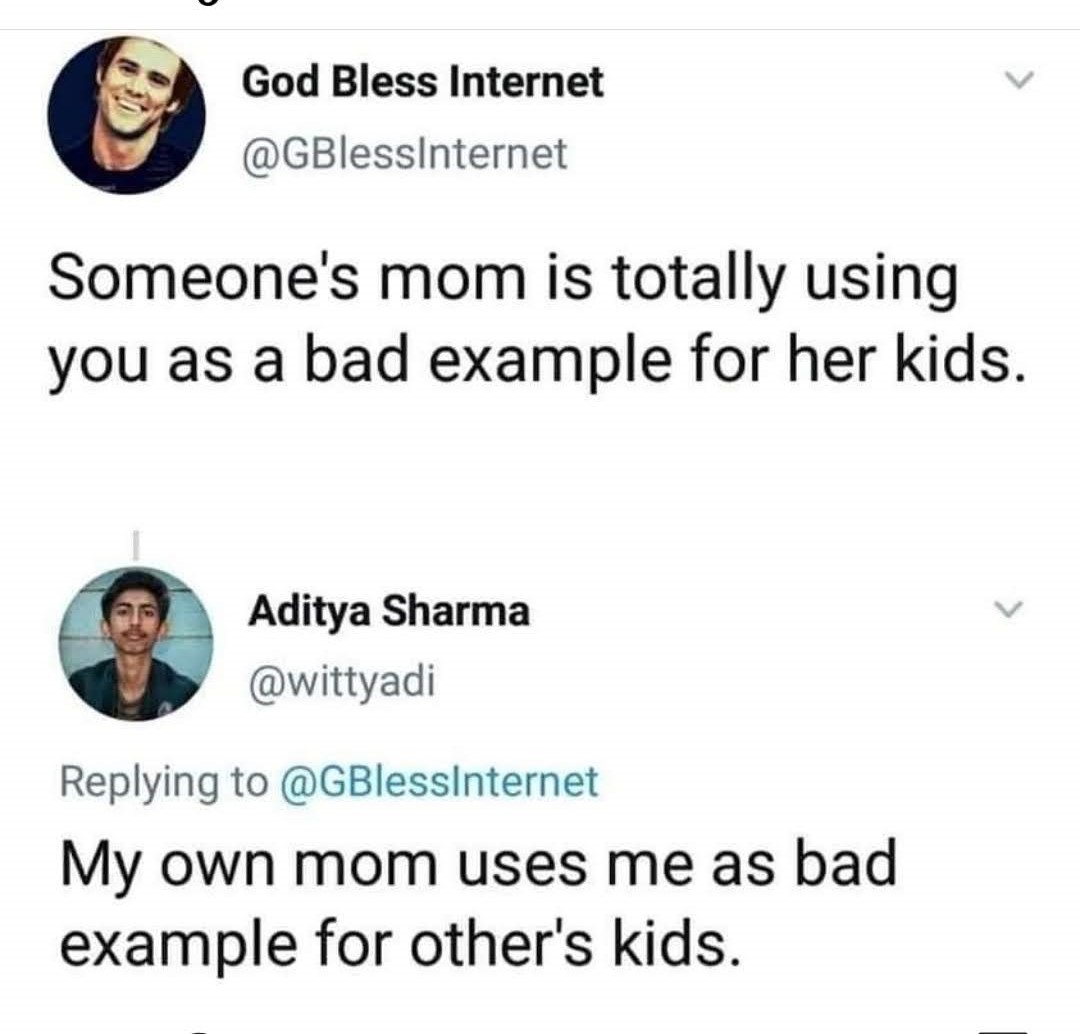 God Bless Internet
@GBlessInternet
Someone's mom is totally using
you as a bad example for her kids.
Aditya Sharma
@wittyadi
Replying to @GBlessInternet
My own mom uses me as bad
example for other's kids.